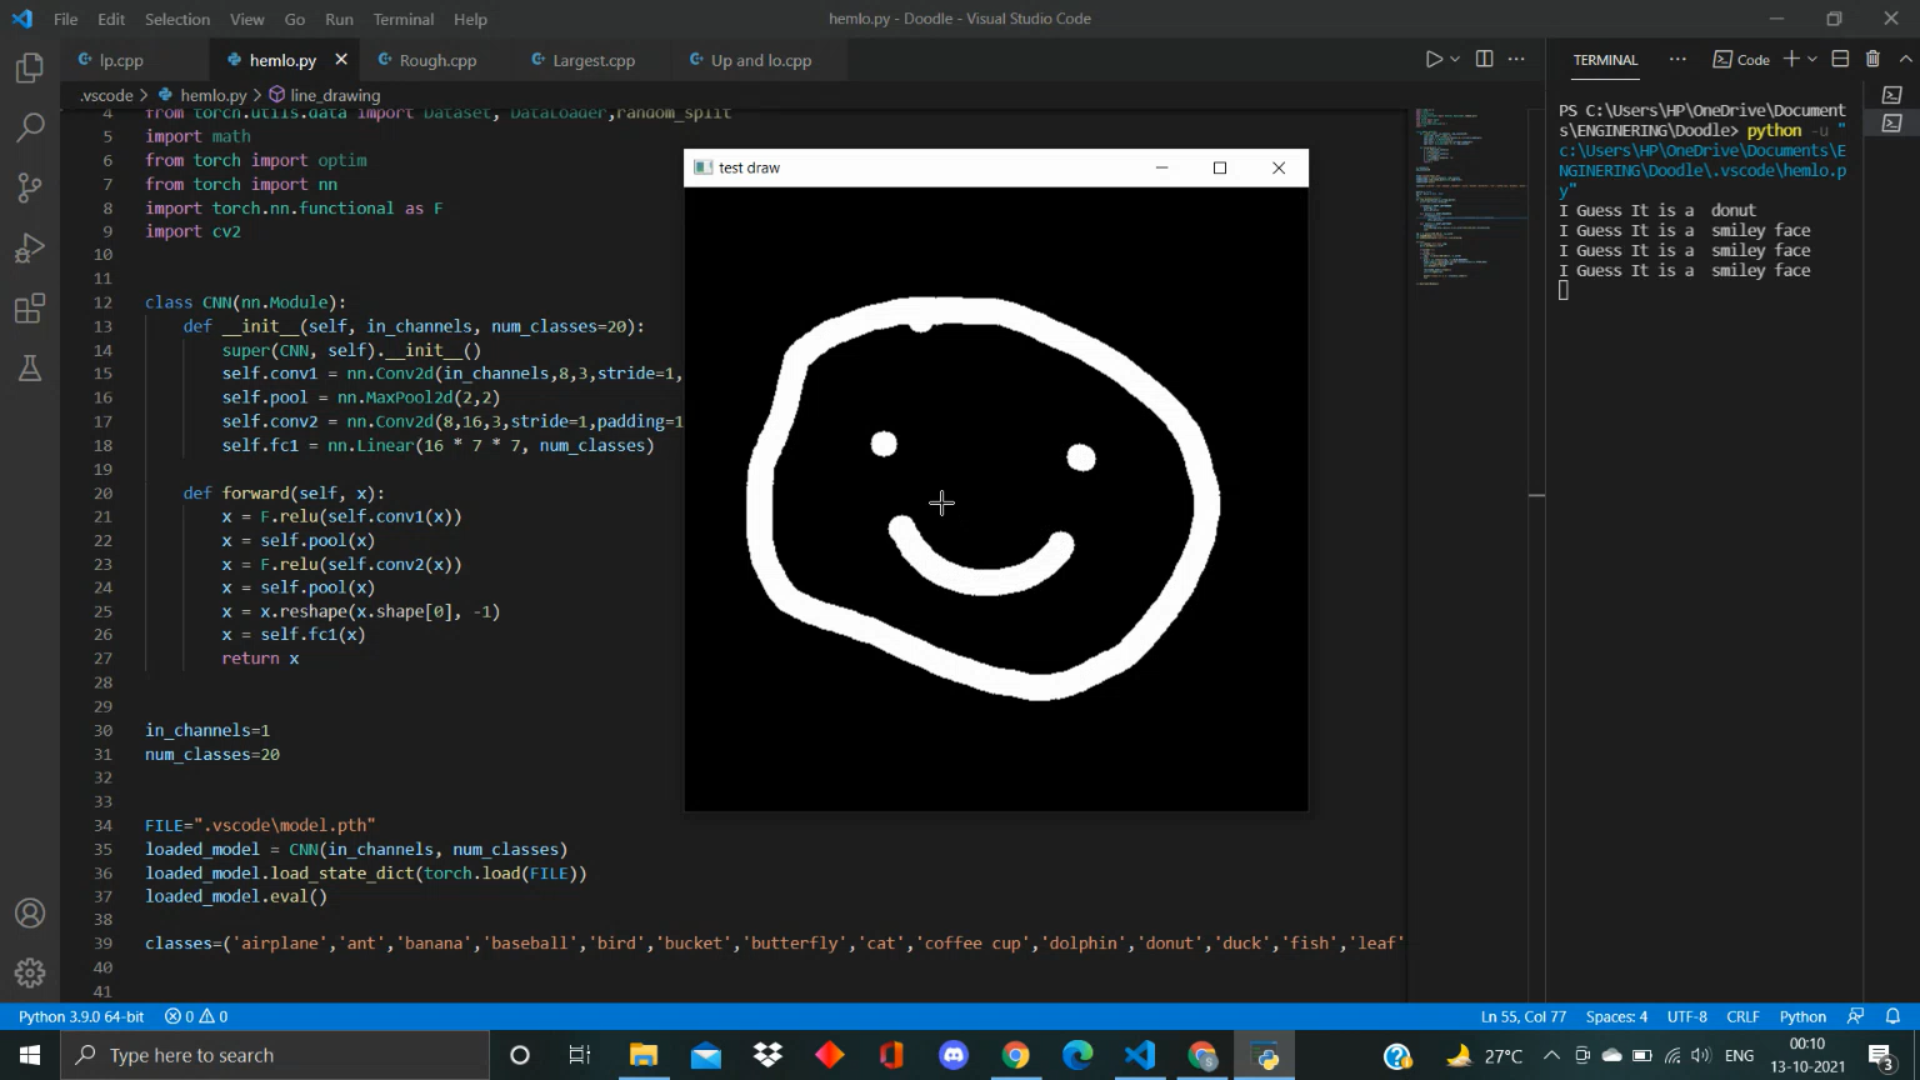 File Edit Selection View Go Run Terminal Help
hemlo.py - Doodle - Visual Studio Code
lp.cpp
hemlo.py
Rough.cpp
Largest.cpp
Up and lo.cpp
.vscode > hemlo.py > line_drawing
4 from torch.utils.data import Dataset, DataLoader,random_split
5 import math
6 from torch import optim
7 from torch import nn
8 import torch.nn.functional as F
9 import cv2
10
11
12 class CNN(nn.Module):
13 def __init__(self, in_channels, num_classes=20):
14 super(CNN, self).__init__()
15 self.conv1 = nn.Conv2d(in_channels,8,3,stride=1,
16 self.pool = nn.MaxPool2d(2,2)
17 self.conv2 = nn.Conv2d(8,16,3,stride=1,padding=1
18 self.fc1 = nn.Linear(16 * 7 * 7, num_classes)
19
20 def forward(self, x):
21 x = F.relu(self.conv1(x))
22 x = self.pool(x)
23 x = F.relu(self.conv2(x))
24 x = self.pool(x)
25 x = x.reshape(x.shape[0], -1)
26 x = self.fc1(x)
27 return x
28
29
30 in_channels=1
31 num_classes=20
32
33
34 FILE=".vscode\model.pth"
35 loaded_model = CNN(in_channels, num_classes)
36 loaded_model.load_state_dict(torch.load(FILE))
37 loaded_model.eval()
38
39 classes=('airplane','ant','banana','baseball','bird','bucket','butterfly','cat','coffee cup','dolphin','donut','duck','fish','leaf'
40
41
test draw
TERMINAL
Code
PS C:\Users\HP\OneDrive\Document
s\ENGINERING\Doodle> python -u "
c:\Users\HP\OneDrive\Documents\E
NGINERING\Doodle\.vscode\hemlo.p
y"
I Guess It is a donut
I Guess It is a smiley face
I Guess It is a smiley face
I Guess It is a smiley face
Python 3.9.0 64-bit 0 0
Ln 55, Col 77 Spaces: 4 UTF-8 CRLF Python
Type here to search
27°C ENG
00:10
13-10-2021
3